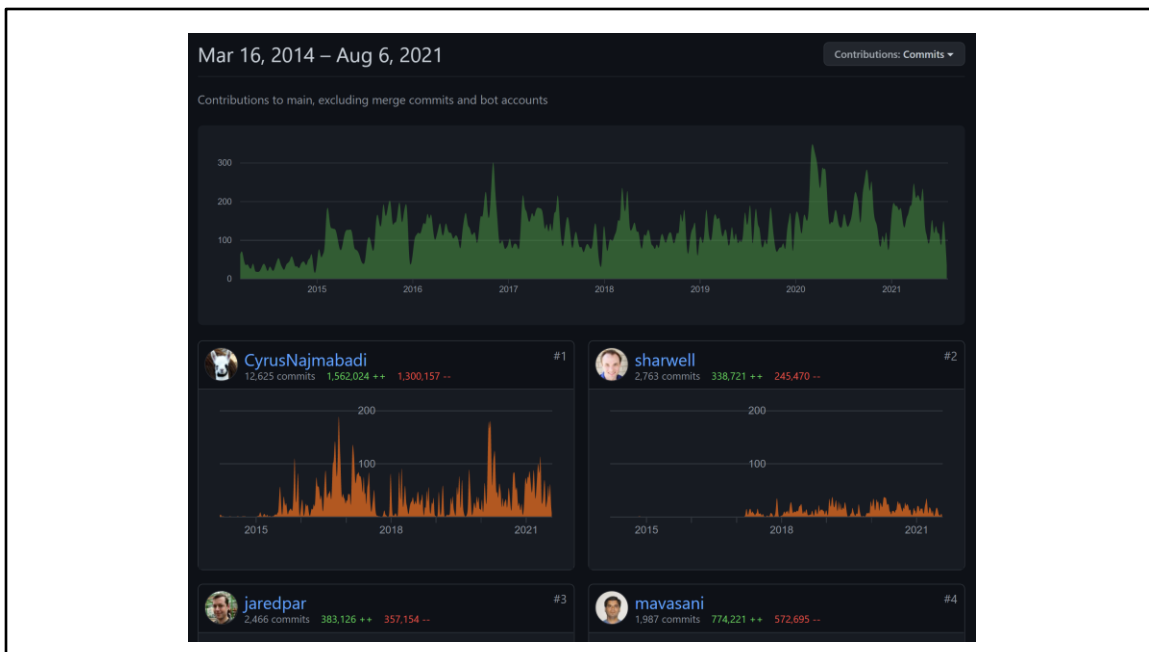 Mar 16, 2014 – Aug 6, 2021
Contributions: Commits
Contributions to main, excluding merge commits and bot accounts
300
200
100
0
2015 2016 2017 2018 2019 2020 2021
CyrusNajmabadi #1
12,625 commits 1,562,024 ++ 1,300,157 --
200
100
2015 2018 2021
sharwell #2
2,763 commits 338,721 ++ 245,470 --
200
100
2015 2018 2021
jaredpar #3
2,466 commits 383,126 ++ 357,154 --
mavasani #4
1,987 commits 774,221 ++ 572,695 --